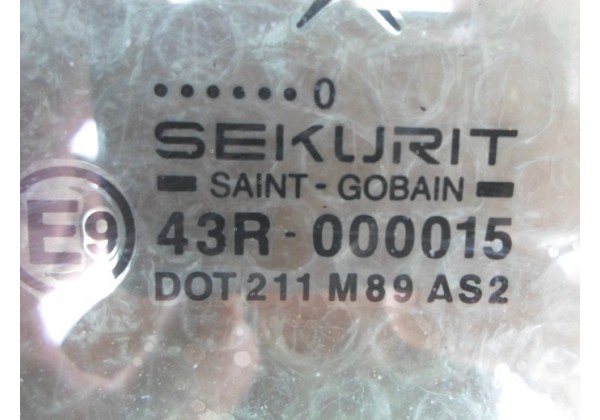 •••••• 0
SEKURIT
SAINT - GOBAIN
E9 43R - 000015
DOT 211 M89 AS2